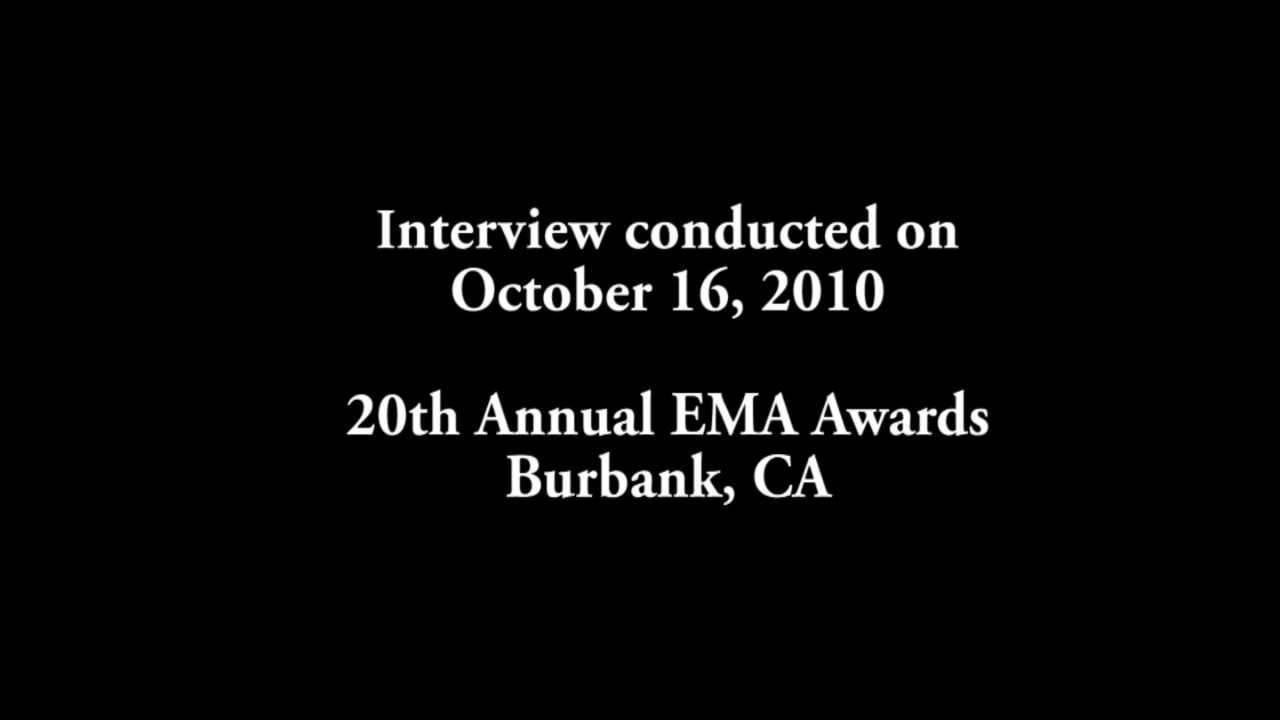 Interview conducted on
October 16, 2010
20th Annual EMA Awards
Burbank, CA